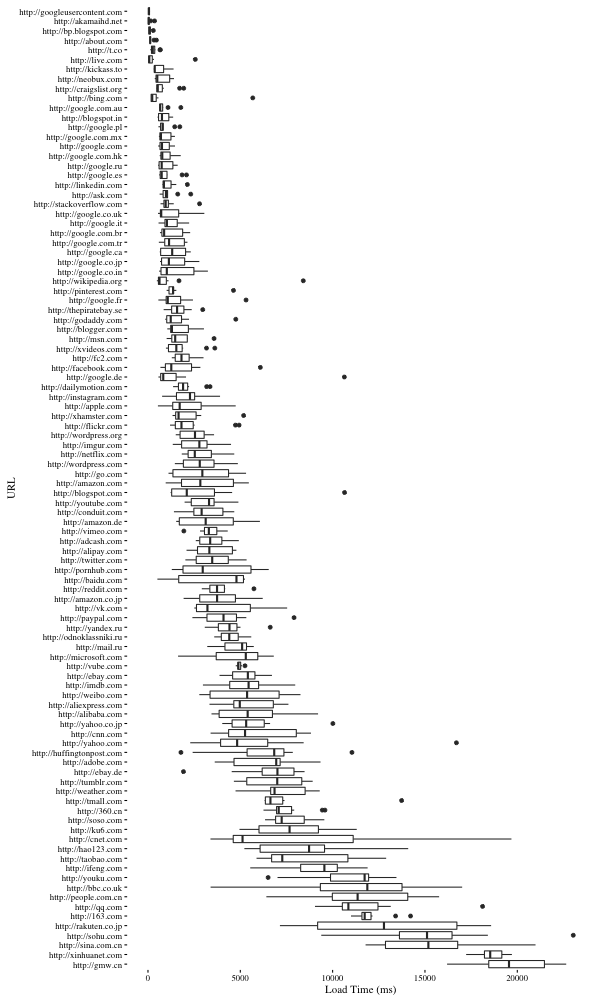 http://googleusercontent.com
http://akamaihd.net
http://bp.blogspot.com
http://about.com
http://t.co
http://live.com
http://kickass.to
http://neobux.com
http://craigslist.org
http://bing.com
http://google.com.au
http://blogspot.in
http://google.pl
http://google.com.mx
http://google.com
http://google.com.hk
http://google.ru
http://google.es
http://linkedin.com
http://ask.com
http://stackoverflow.com
http://google.co.uk
http://google.it
http://google.com.br
http://google.com.tr
http://google.ca
http://google.co.jp
http://google.co.in
http://wikipedia.org
http://pinterest.com
http://google.fr
http://thepiratebay.se
http://godaddy.com
http://blogger.com
http://msn.com
http://xvideos.com
http://fc2.com
http://facebook.com
http://google.de
http://dailymotion.com
http://instagram.com
http://apple.com
http://xhamster.com
http://flickr.com
http://wordpress.org
http://imgur.com
http://netflix.com
http://wordpress.com
http://go.com
http://amazon.com
http://blogspot.com
http://youtube.com
http://conduit.com
http://amazon.de
http://vimeo.com
http://adcash.com
http://alipay.com
http://twitter.com
http://pornhub.com
http://baidu.com
http://reddit.com
http://amazon.co.jp
http://vk.com
http://paypal.com
http://yandex.ru
http://odnoklassniki.ru
http://mail.ru
http://microsoft.com
http://vube.com
http://ebay.com
http://imdb.com
http://weibo.com
http://aliexpress.com
http://alibaba.com
http://yahoo.co.jp
http://cnn.com
http://yahoo.com
http://huffingtonpost.com
http://adobe.com
http://ebay.de
http://tumblr.com
http://weather.com
http://tmall.com
http://360.cn
http://soso.com
http://ku6.com
http://cnet.com
http://hao123.com
http://taobao.com
http://ifeng.com
http://youku.com
http://bbc.co.uk
http://people.com.cn
http://qq.com
http://163.com
http://rakuten.co.jp
http://sohu.com
http://sina.com.cn
http://xinhuanet.com
http://gmw.cn
URL
0 5000 10000 15000 20000
Load Time (ms)